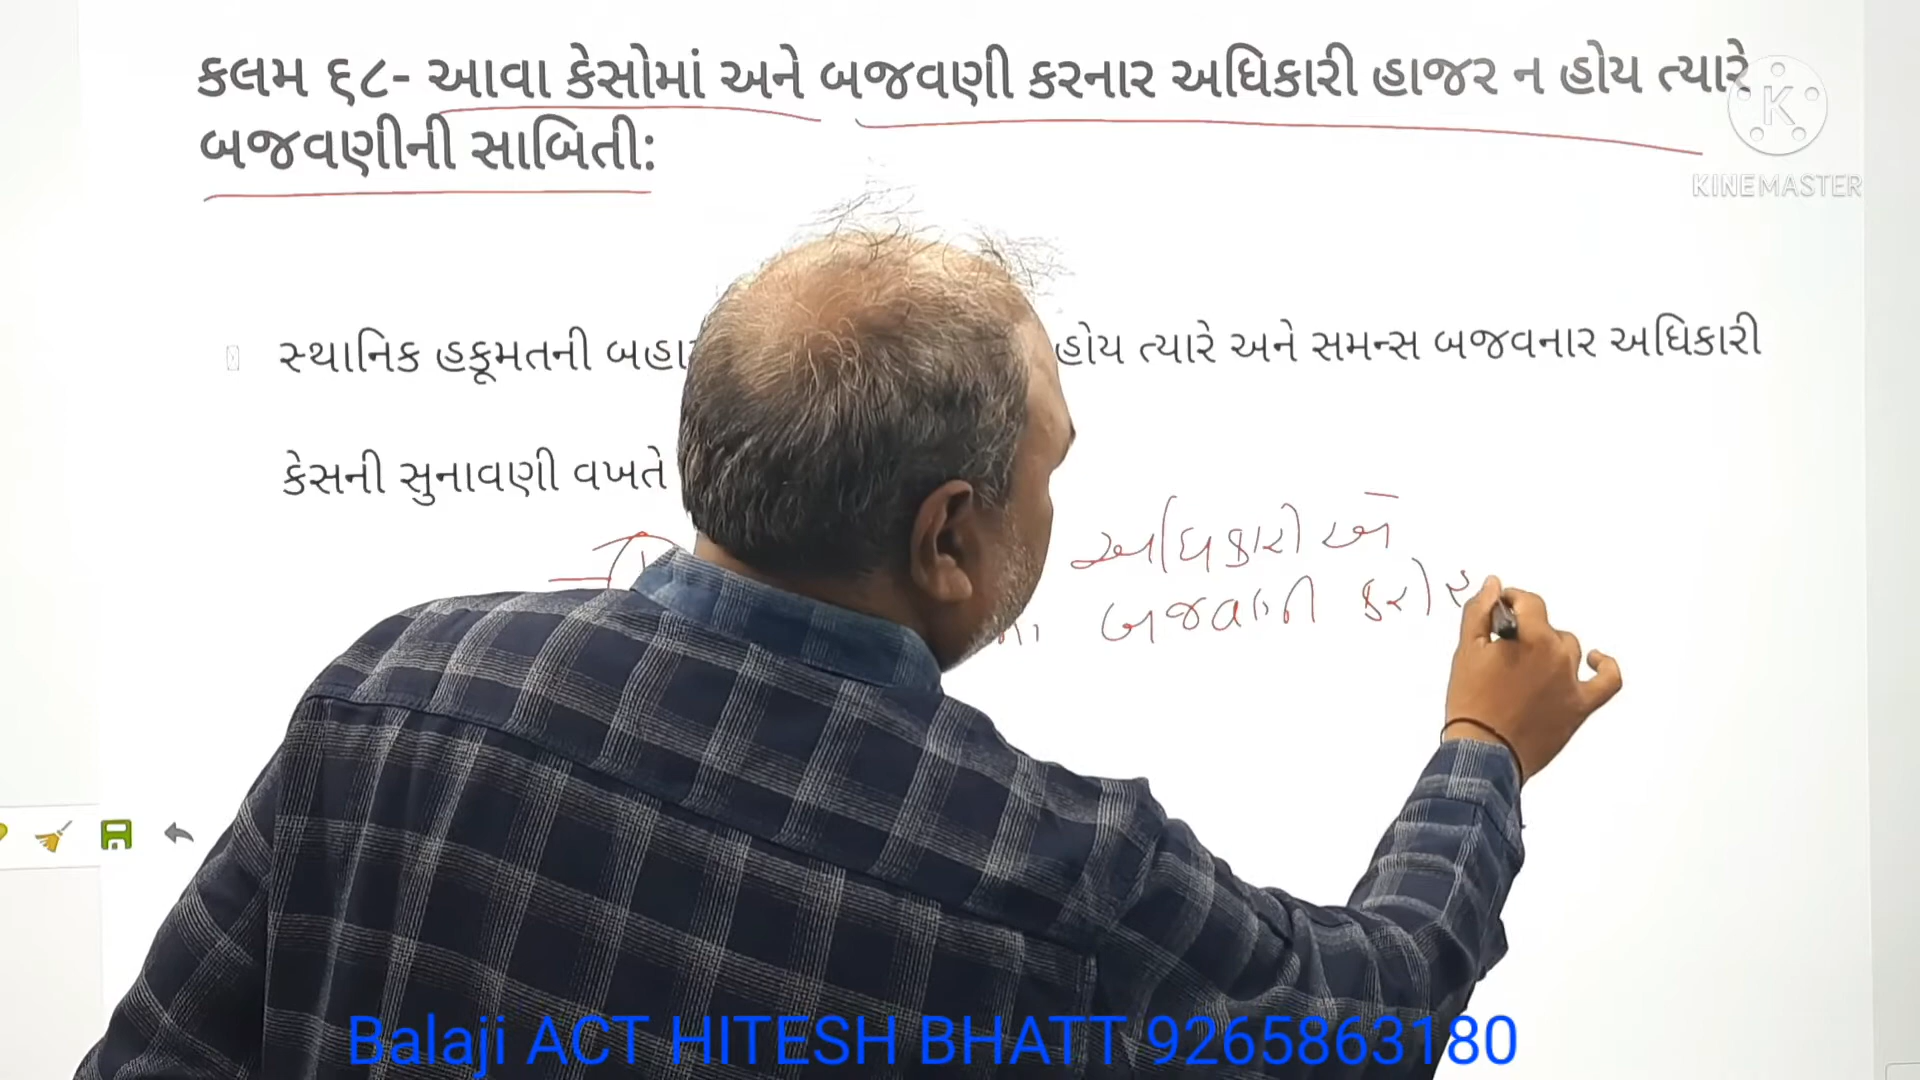 કલમ ૬૮- આવા કેસોમાં અને બજવણી કરનાર અધિકારી હાજર ન હોય ત્યારે
બજવણીની સાબિતી:
KINEMASTER
સ્થાનિક હકૂમતની હોય ત્યારે અને સમન્સ બજવનાર અધિકારી
કેસની સુનાવણી વખતે
અધિકારીએ
બજવણી કરી
Balaji ACT HITESH BHATT 9265863180